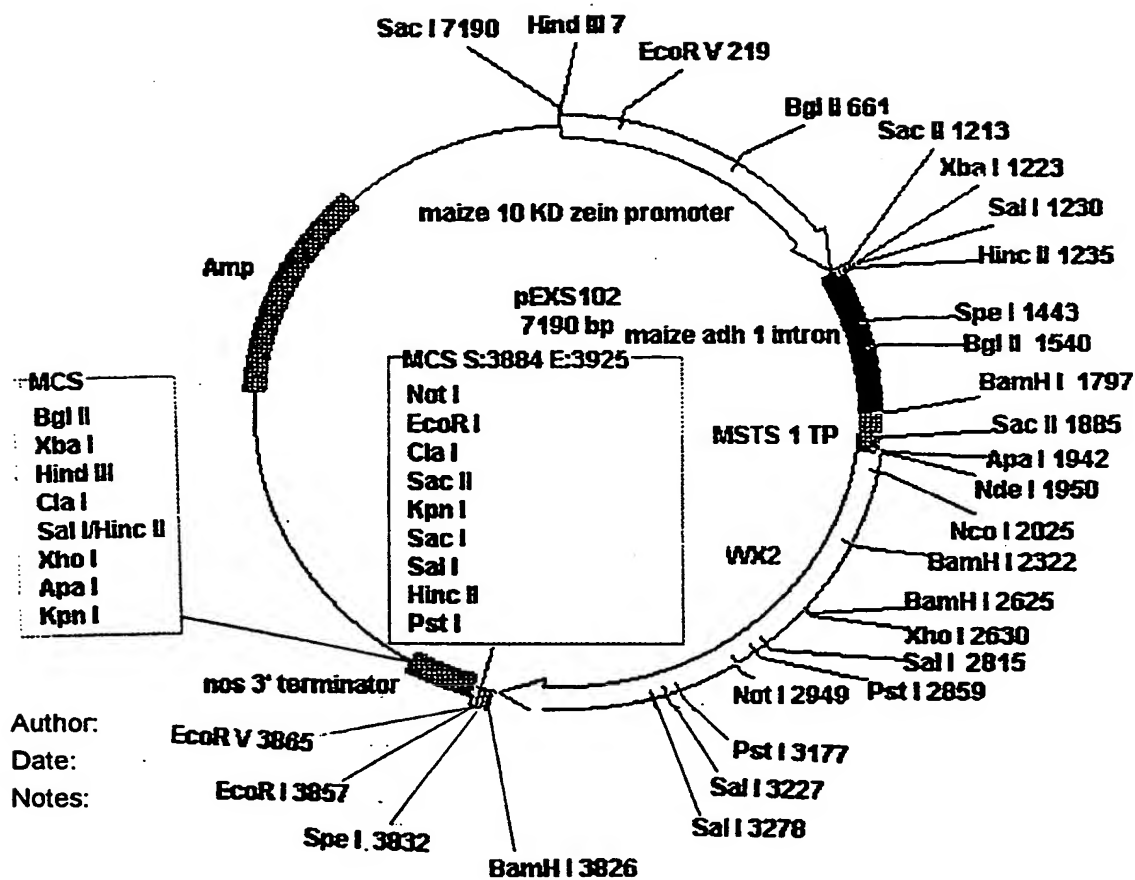 Sac I 7190
Hind III 7
EcoR V 219
Bgl II 661
Sac II 1213
Xba I 1223
Sal I 1230
Hinc II 1235
maize 10 KD zein promoter
Amp
pEXS102
7190 bp
maize adh 1 intron
Spe I 1443
Bgl II 1540
BamH I 1797
MSTS 1 TP
Sac II 1885
Apa I 1942
Nde I 1950
Nco I 2025
WX2
BamH I 2322
BamH I 2625
Xho I 2630
Sal I 2815
Pst I 2859
Not I 2949
Pst I 3177
Sal I 3227
Sal I 3278
MCS S:3884 E:3925
Not I
EcoR I
Cla I
Sac II
Kpn I
Sac I
Sal I
Hinc II
Pst I
MCS
Bgl II
Xba I
Hind III
Cla I
Sal I/Hinc II
Xho I
Apa I
Kpn I
nos 3' terminator
EcoR V 3865
EcoR I 3857
Spe I. 3832
BamH I 3826
Author:
Date:
Notes: